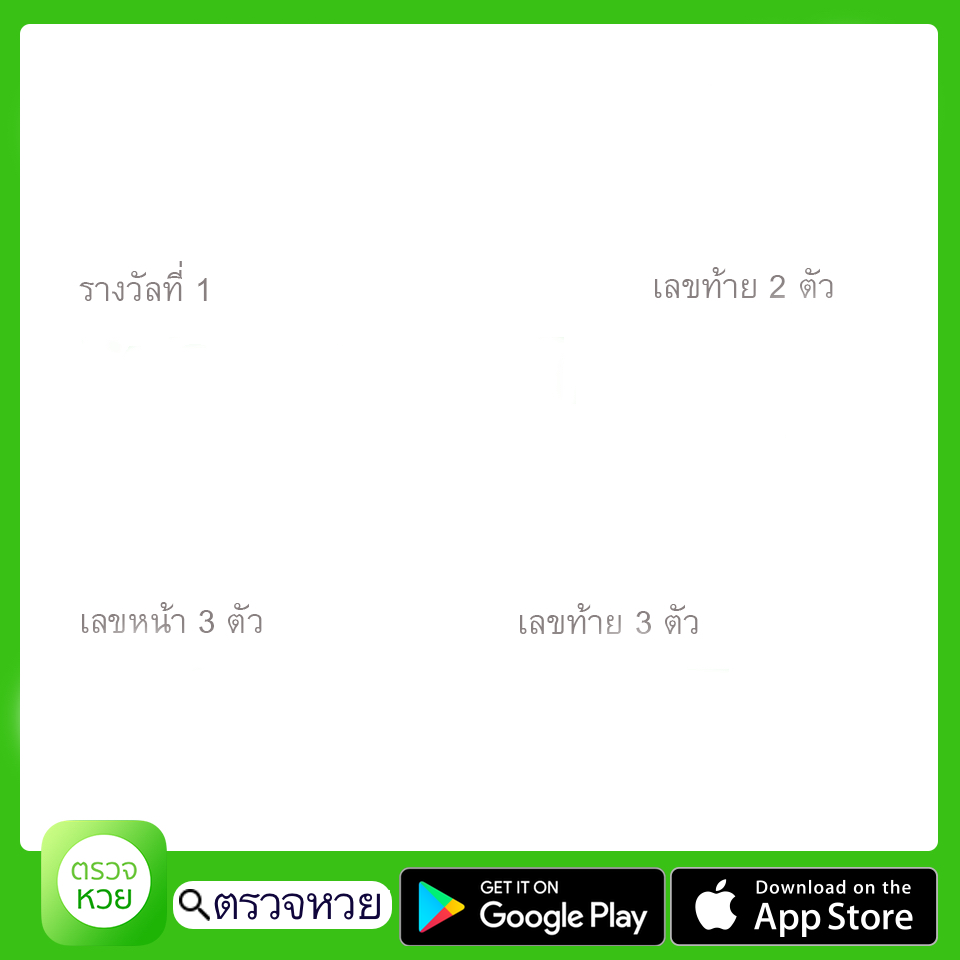 รางวัลที่ 1
เลขท้าย 2 ตัว
เลขหน้า 3 ตัว
เลขท้าย 3 ตัว
ตรวจ
หวย
ตรวจหวย
GET IT ON
Google Play
Download on the
App Store